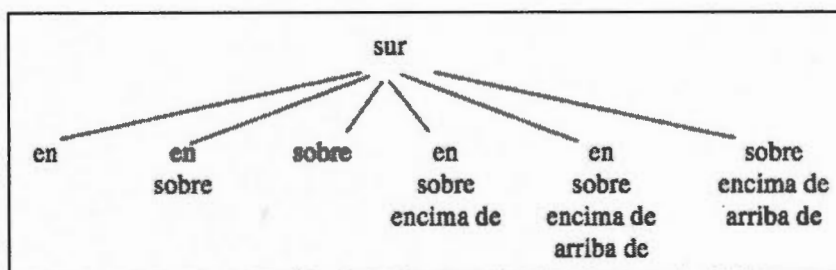 sur
en en sobre en en sobre
sobre sobre sobre encima de
encima de encima de arriba de
arriba de